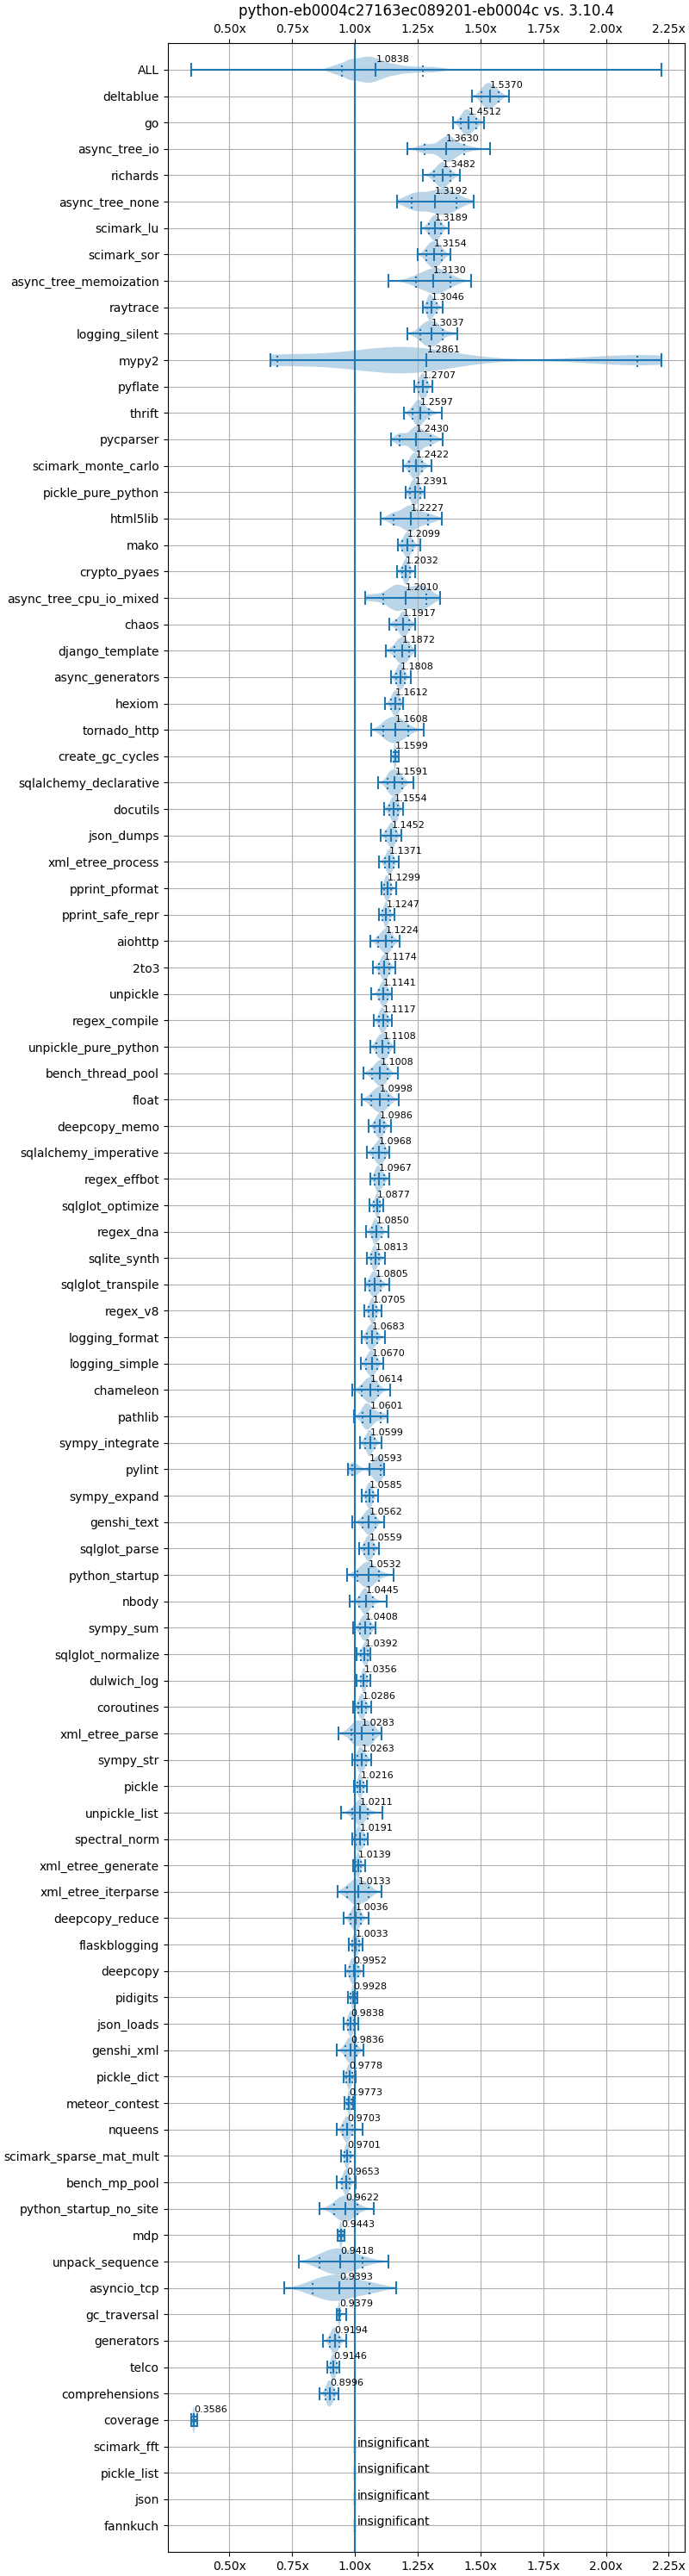 python-eb0004c27163ec089201-eb0004c vs. 3.10.4
0.50x 0.75x 1.00x 1.25x 1.50x 1.75x 2.00x 2.25x
ALL 1.0838
deltablue 1.5370
go 1.4512
async_tree_io 1.3630
richards 1.3482
async_tree_none 1.3192
scimark_lu 1.3189
scimark_sor 1.3154
async_tree_memoization 1.3130
raytrace 1.3046
logging_silent 1.3037
mypy2 1.2861
pyflate 1.2707
thrift 1.2597
pycparser 1.2430
scimark_monte_carlo 1.2422
pickle_pure_python 1.2391
html5lib 1.2227
mako 1.2099
crypto_pyaes 1.2032
async_tree_cpu_io_mixed 1.2010
chaos 1.1917
django_template 1.1872
async_generators 1.1808
hexiom 1.1612
tornado_http 1.1608
create_gc_cycles 1.1599
sqlalchemy_declarative 1.1591
docutils 1.1554
json_dumps 1.1452
xml_etree_process 1.1371
pprint_pformat 1.1299
pprint_safe_repr 1.1247
aiohttp 1.1224
2to3 1.1174
unpickle 1.1141
regex_compile 1.1117
unpickle_pure_python 1.1108
bench_thread_pool 1.1008
float 1.0998
deepcopy_memo 1.0986
sqlalchemy_imperative 1.0968
regex_effbot 1.0967
sqlglot_optimize 1.0877
regex_dna 1.0850
sqlite_synth 1.0813
sqlglot_transpile 1.0805
regex_v8 1.0705
logging_format 1.0683
logging_simple 1.0670
chameleon 1.0614
pathlib 1.0601
sympy_integrate 1.0599
pylint 1.0593
sympy_expand 1.0585
genshi_text 1.0562
sqlglot_parse 1.0559
python_startup 1.0532
nbody 1.0445
sympy_sum 1.0408
sqlglot_normalize 1.0392
dulwich_log 1.0356
coroutines 1.0286
xml_etree_parse 1.0283
sympy_str 1.0263
pickle 1.0216
unpickle_list 1.0211
spectral_norm 1.0191
xml_etree_generate 1.0139
xml_etree_iterparse 1.0133
deepcopy_reduce 1.0036
flaskblogging 1.0033
deepcopy 0.9952
pidigits 0.9928
json_loads 0.9838
genshi_xml 0.9836
pickle_dict 0.9778
meteor_contest 0.9773
nqueens 0.9703
scimark_sparse_mat_mult 0.9701
bench_mp_pool 0.9653
python_startup_no_site 0.9622
mdp 0.9443
unpack_sequence 0.9418
asyncio_tcp 0.9393
gc_traversal 0.9379
generators 0.9194
telco 0.9146
comprehensions 0.8996
coverage 0.3586
scimark_fft insignificant
pickle_list insignificant
json insignificant
fannkuch insignificant
0.50x 0.75x 1.00x 1.25x 1.50x 1.75x 2.00x 2.25x